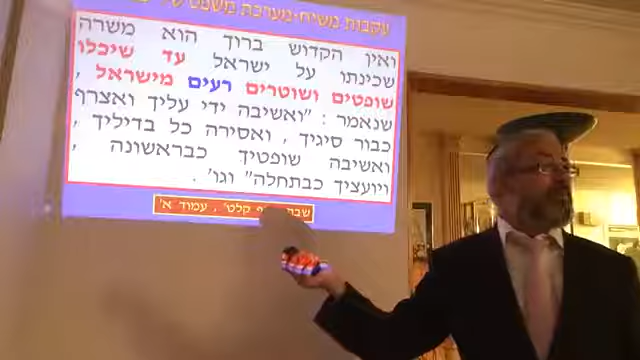 עקבות משיח-מערכת משפט של
ואין הקדוש ברוך הוא משרה
שכינתו על ישראל עד שיכלו
שופטים ושוטרים רעים מישראל ,
שנאמר : "ואשיבה ידי עליך ואצרף
כבור סיגיך , ואסירה כל בדיליך ,
ואשיבה שופטיך כבראשונה ,
ויועציך כבתחלה" וגו' .
שבת קלט' , עמוד א'